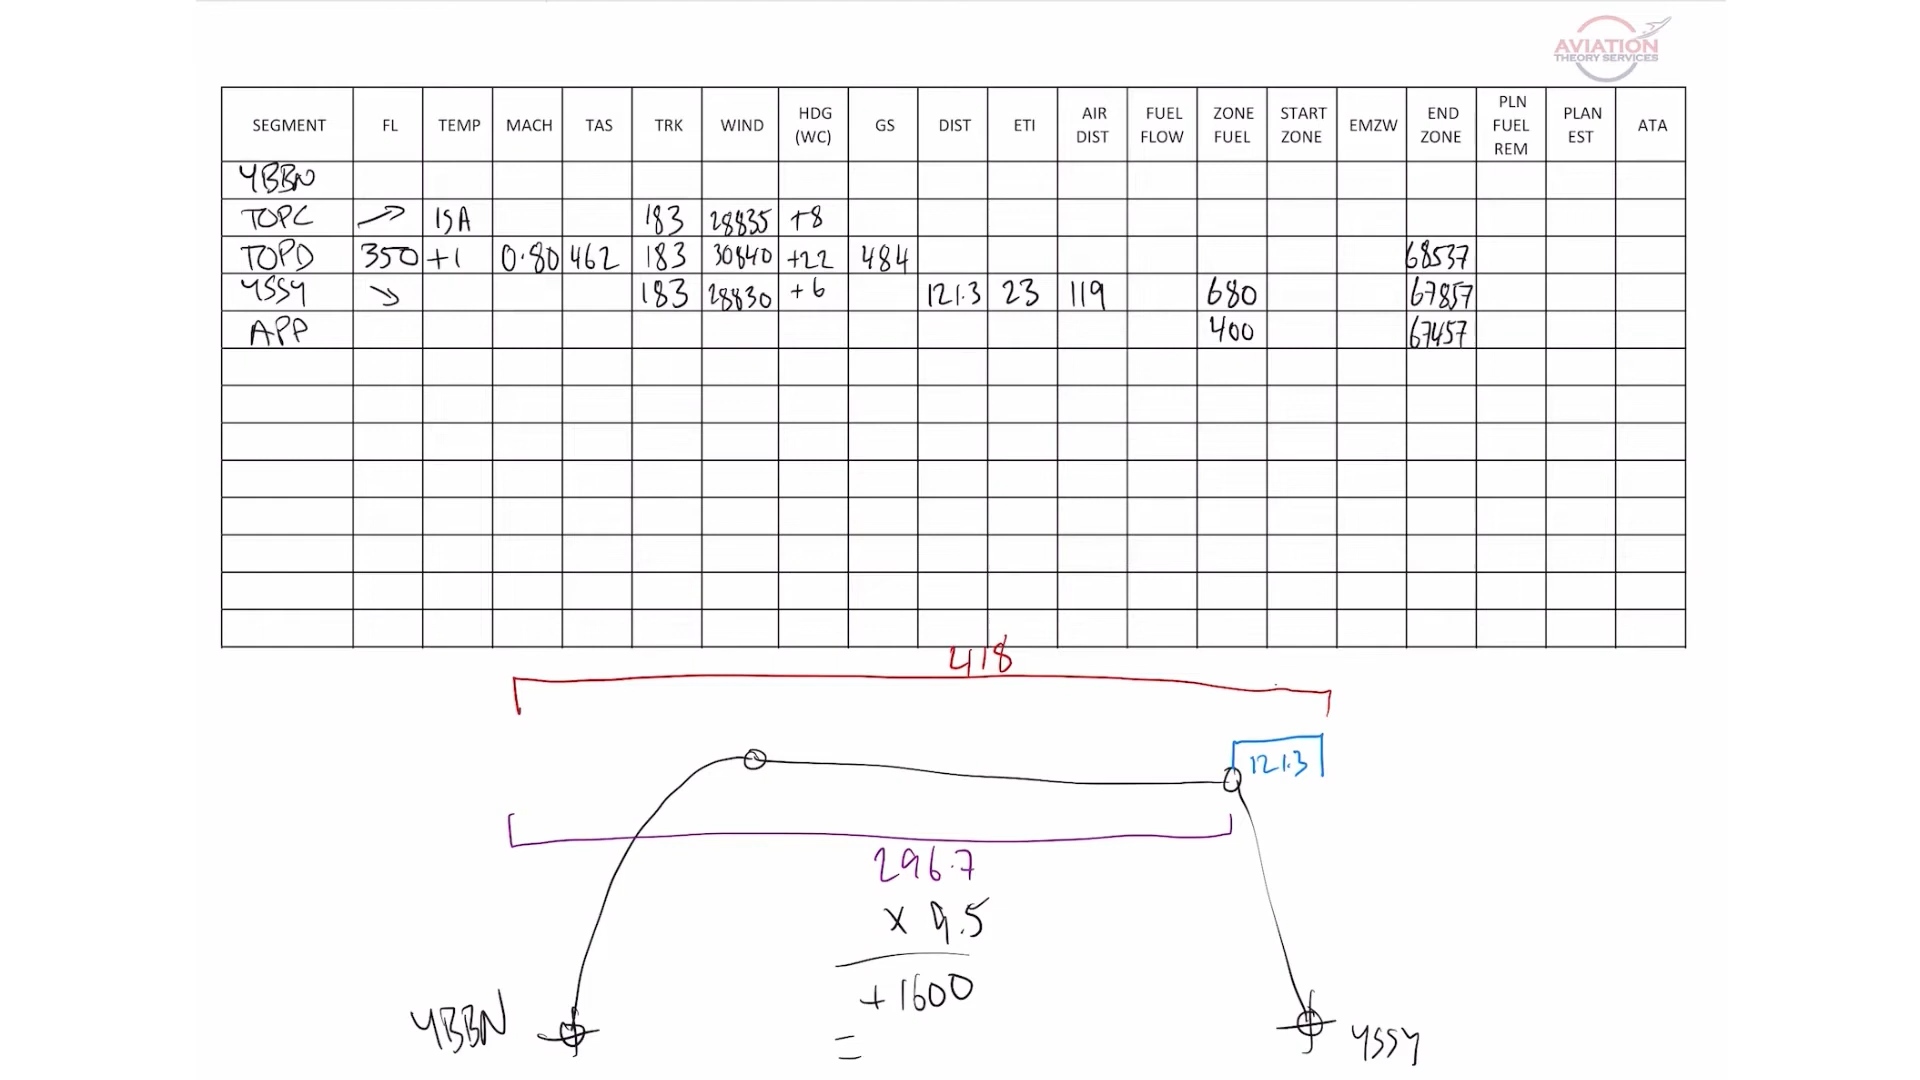 AVIATION
THEORY SERVICES
SEGMENT FL TEMP MACH TAS TRK WIND HDG (WC) GS DIST ETI AIR DIST FUEL FLOW ZONE FUEL START ZONE EMZW END ZONE PLN FUEL REM PLAN EST ATA
YBBN
TOPC ISA 183 28835 +8
TOPD 350 +1 0.80 462 183 30840 +22 484 68537
YSSY 183 28830 +6 121.3 23 119 680 67857
APP 400 67457
418
121.3
296.7
x 9.5
+1600
=
YBBN
YSSY